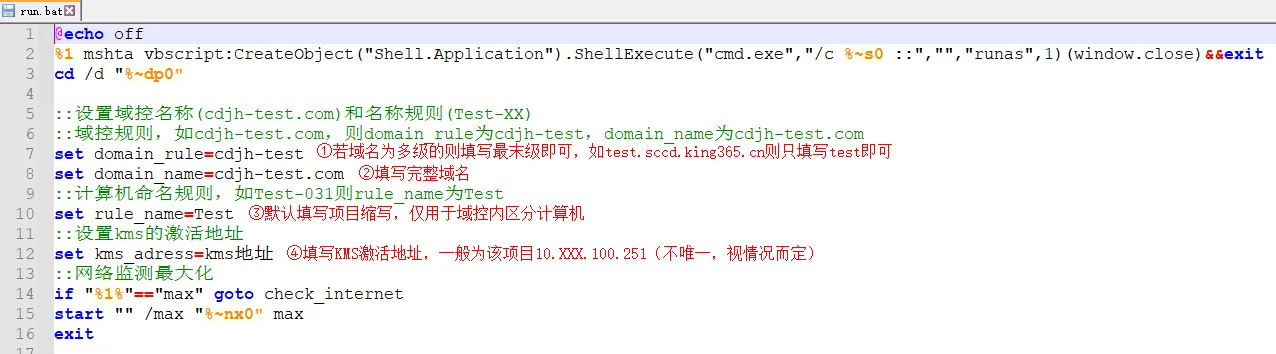 run.bat
1 @echo off
2 %1 mshta vbscript:CreateObject("Shell.Application").ShellExecute("cmd.exe","/c %~s0 ::","","runas",1)(window.close)&&exit
3 cd /d "%~dp0"
4
5 ::设置域控名称(cdjh-test.com)和名称规则(Test-XX)
6 ::域控规则，如cdjh-test.com，则domain_rule为cdjh-test，domain_name为cdjh-test.com
7 set domain_rule=cdjh-test ①若域名为多级的则填写最末级即可，如test.sccd.king365.cn则只填写test即可
8 set domain_name=cdjh-test.com ②填写完整域名
9 ::计算机命名规则，如Test-031则rule_name为Test
10 set rule_name=Test ③默认填写项目缩写，仅用于域控内区分计算机
11 ::设置kms的激活地址
12 set kms_adress=kms地址 ④填写KMS激活地址，一般为该项目10.XXX.100.251（不唯一，视情况而定）
13 ::网络监测最大化
14 if "%1%"=="max" goto check_internet
15 start "" /max "%~nx0" max
16 exit
17